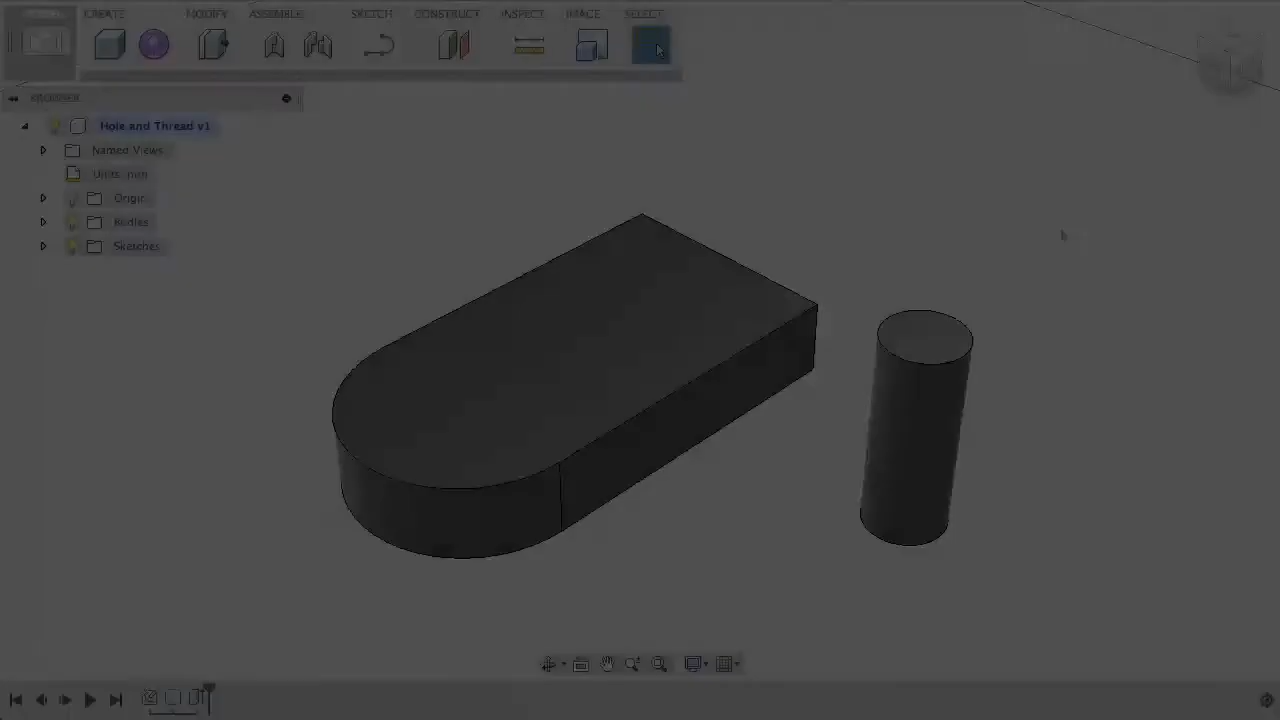 MODEL CREATE MODIFY ASSEMBLE SKETCH CONSTRUCT INSPECT IMAGE SELECT
BROWSER
Hole and Thread v1
Named Views
Units: mm
Origin
Bodies
Sketches